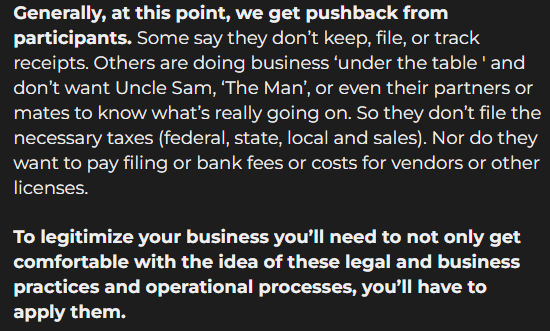 Generally, at this point, we get pushback from
participants. Some say they don’t keep, file, or track
receipts. Others are doing business ‘under the table ' and
don’t want Uncle Sam, ‘The Man’, or even their partners or
mates to know what’s really going on. So they don’t file the
necessary taxes (federal, state, local and sales). Nor do they
want to pay filing or bank fees or costs for vendors or other
licenses.
To legitimize your business you’ll need to not only get
comfortable with the idea of these legal and business
practices and operational processes, you’ll have to
apply them.